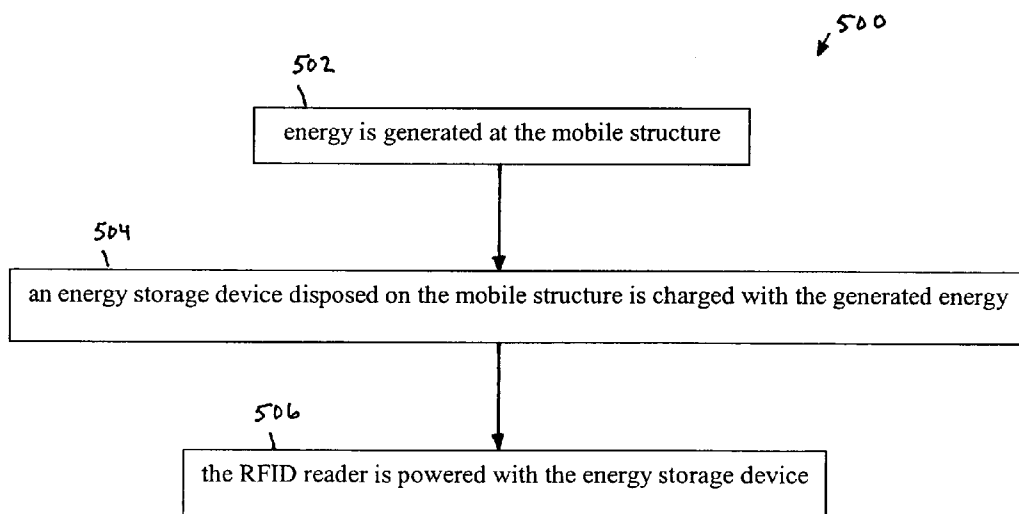 500
502
energy is generated at the mobile structure
504
an energy storage device disposed on the mobile structure is charged with the generated energy
506
the RFID reader is powered with the energy storage device